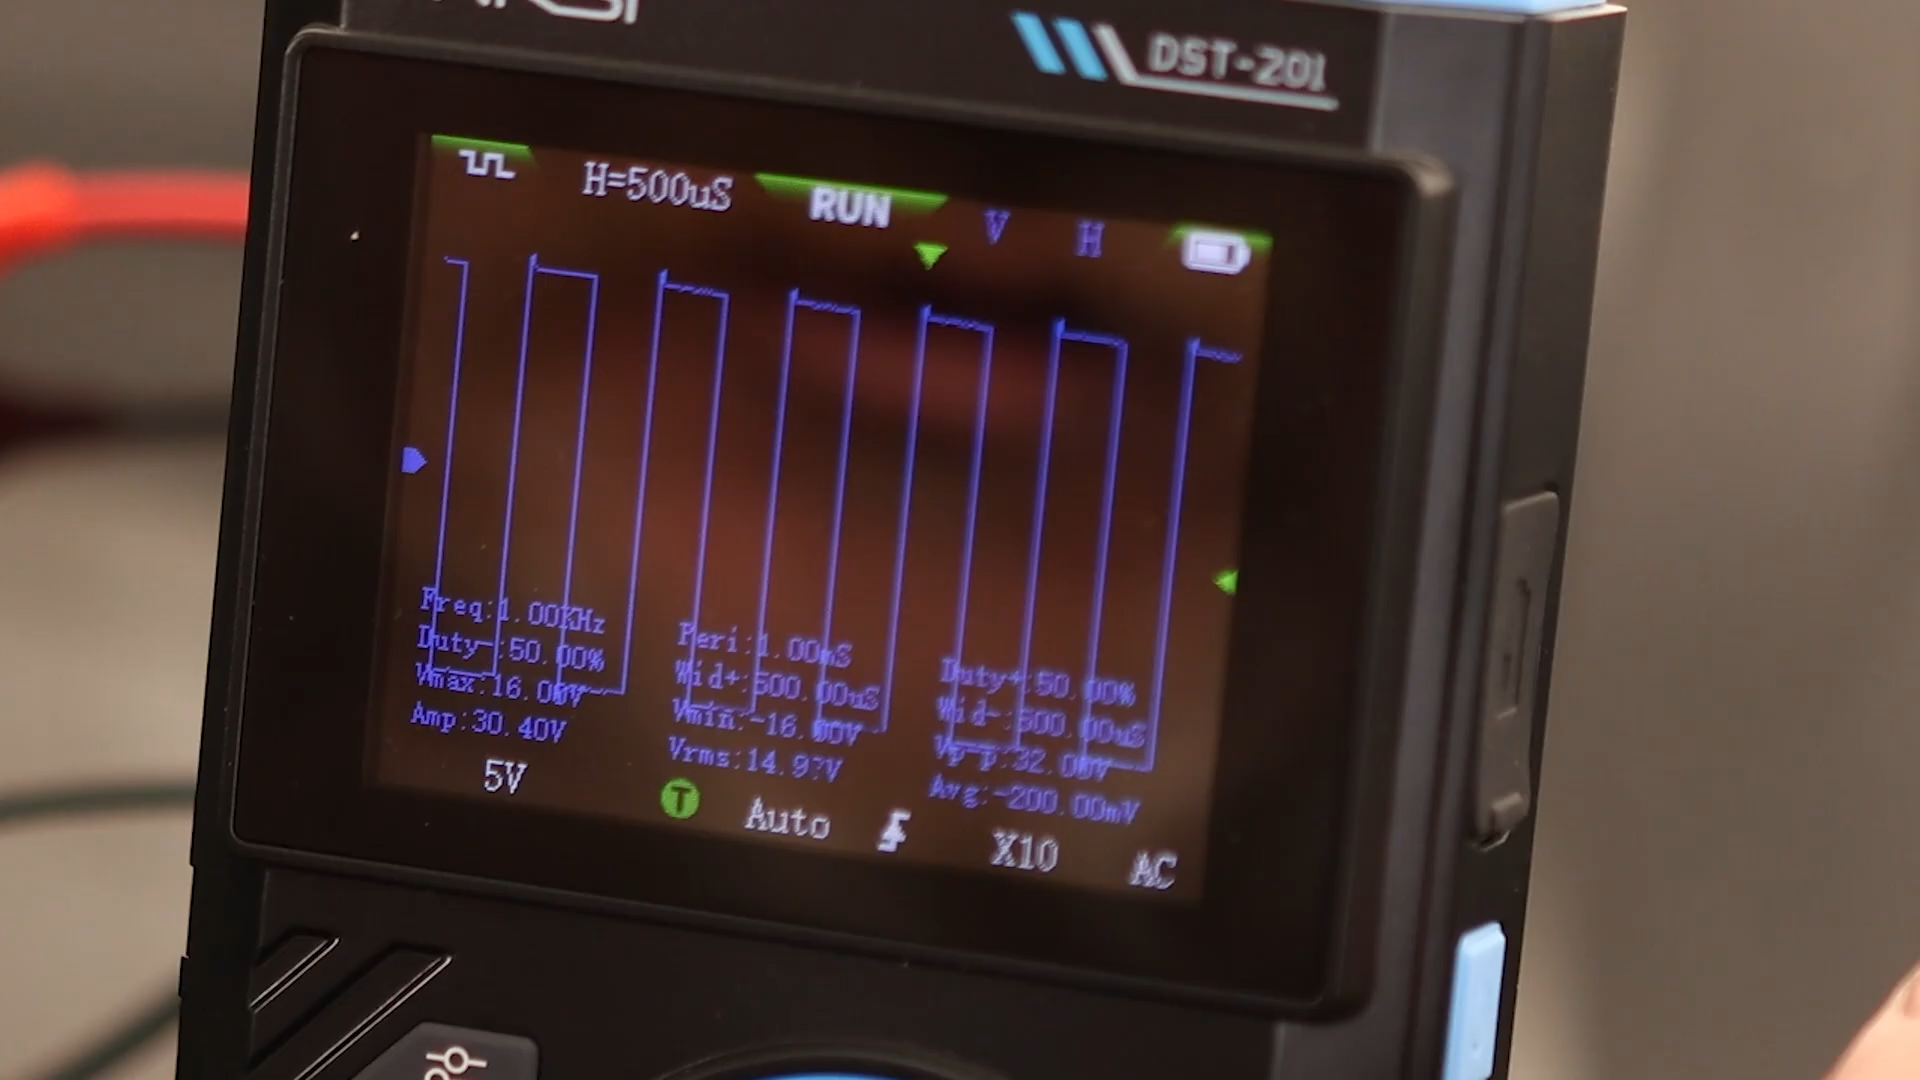 DST-201
H=500uS RUN V H
Freq:1.00KHz Peri:1.00mS Duty+:50.00%
Duty-:50.00% Wid+:500.00uS Wid-:500.00uS
Vmax:16.00V Vmin:-16.00V Vp-p:32.00V
Amp:30.40V Vrms: Avg:-200.00mV
5V T Auto X10 AC